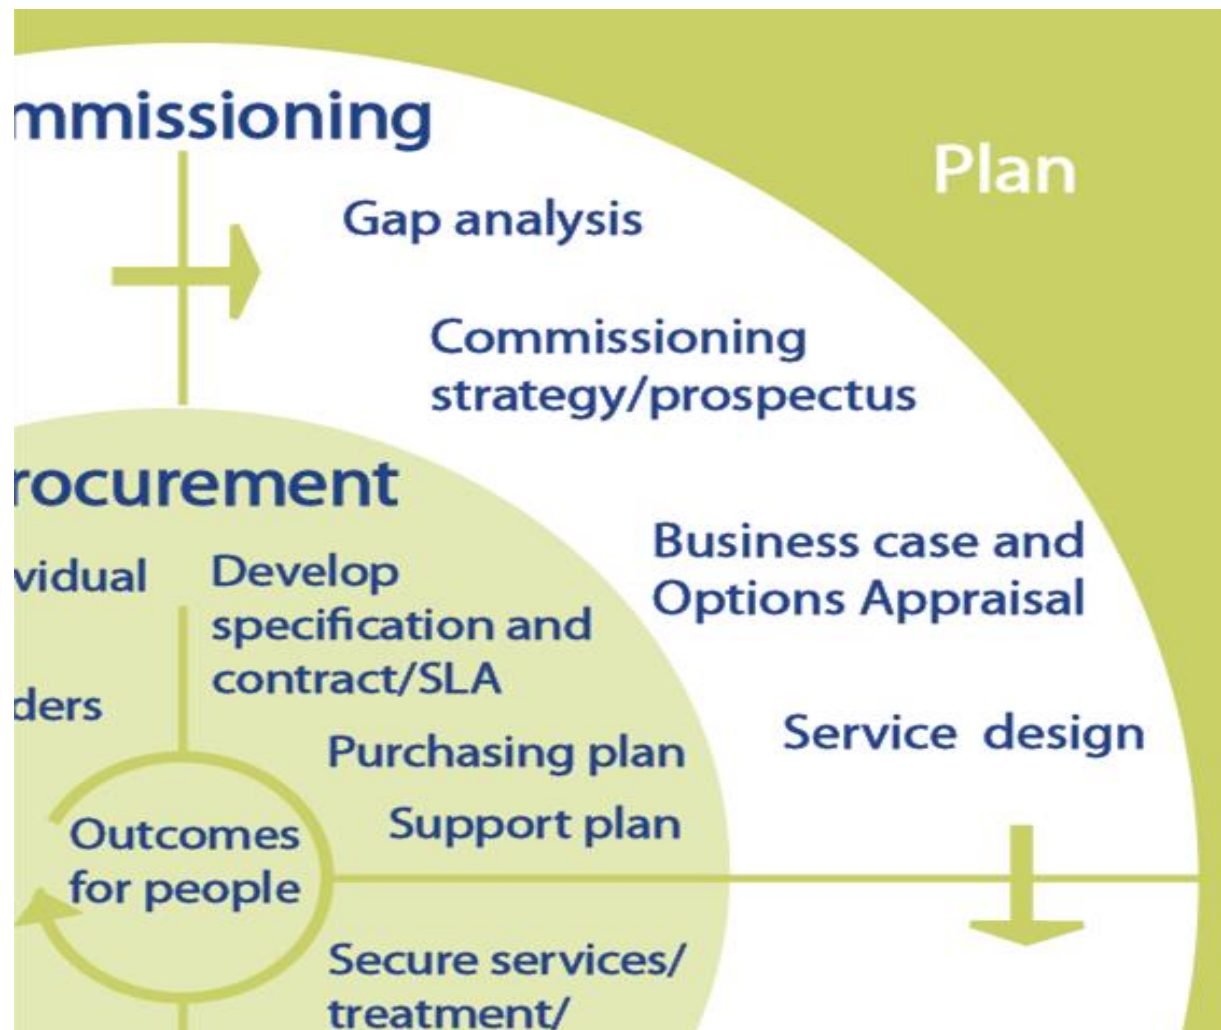 mmissioning
Plan
Gap analysis
Commissioning
strategy/prospectus
rocurement
Business case and
Options Appraisal
vidual
Develop
specification and
contract/SLA
ders
Service design
Purchasing plan
Support plan
Outcomes
for people
Secure services/
treatment/